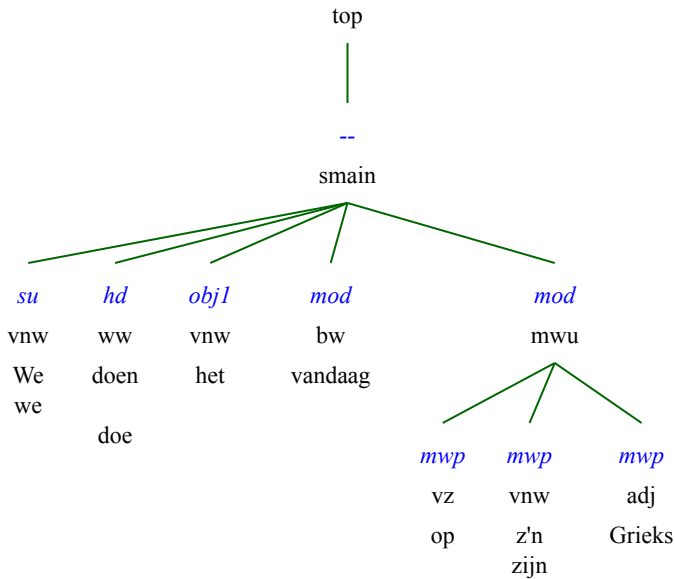 top
--
smain
su hd obj1 mod mod
vnw ww vnw bw mwu
We doen het vandaag
we
doe
mwp mwp mwp
vz vnw adj
op z'n Grieks
zijn